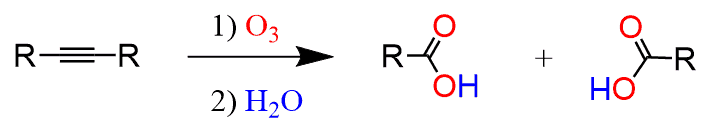 1) O₃
R R
2) H₂O
R O OH
+
O HO R